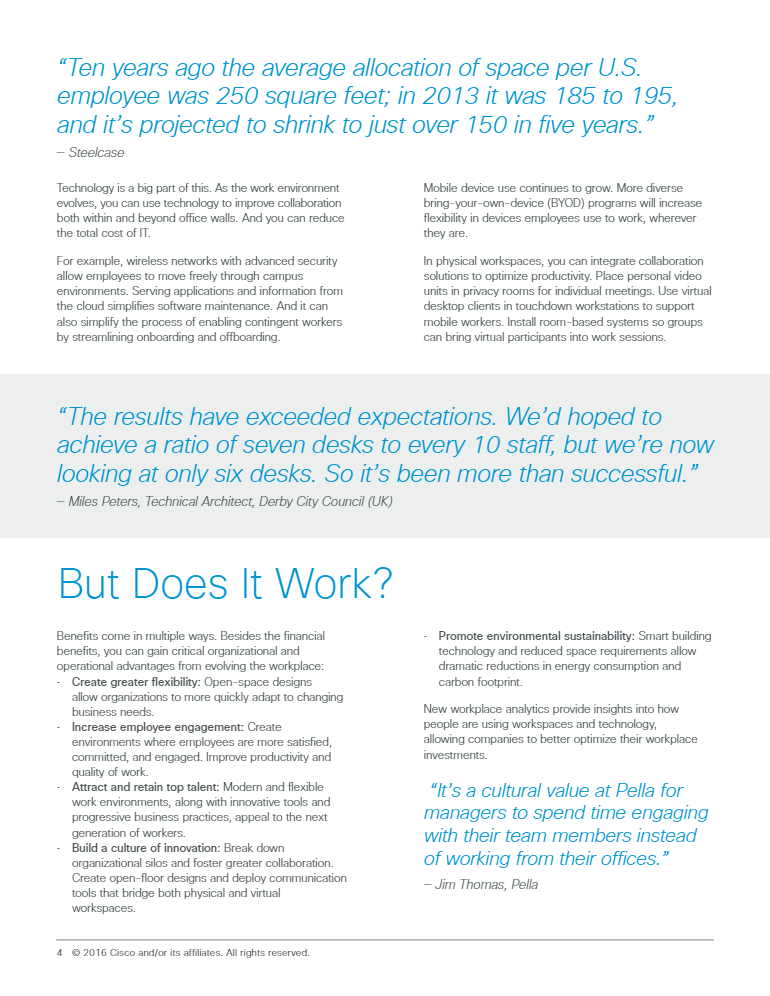 “Ten years ago the average allocation of space per U.S.
employee was 250 square feet; in 2013 it was 185 to 195,
and it’s projected to shrink to just over 150 in five years.”
— Steelcase
Technology is a big part of this. As the work environment
evolves, you can use technology to improve collaboration
both within and beyond office walls. And you can reduce
the total cost of IT.
For example, wireless networks with advanced security
allow employees to move freely through campus
environments. Serving applications and information from
the cloud simplifies software maintenance. And it can
also simplify the process of enabling contingent workers
by streamlining onboarding and offboarding.
Mobile device use continues to grow. More diverse
bring-your-own-device (BYOD) programs will increase
flexibility in devices employees use to work, wherever
they are.
In physical workspaces, you can integrate collaboration
solutions to optimize productivity. Place personal video
units in privacy rooms for individual meetings. Use virtual
desktop clients in touchdown workstations to support
mobile workers. Install room-based systems so groups
can bring virtual participants into work sessions.
“The results have exceeded expectations. We’d hoped to
achieve a ratio of seven desks to every 10 staff, but we’re now
looking at only six desks. So it’s been more than successful.”
— Miles Peters, Technical Architect, Derby City Council (UK)
But Does It Work?
Benefits come in multiple ways. Besides the financial
benefits, you can gain critical organizational and
operational advantages from evolving the workplace:
- Create greater flexibility: Open-space designs
allow organizations to more quickly adapt to changing
business needs.
- Increase employee engagement: Create
environments where employees are more satisfied,
committed, and engaged. Improve productivity and
quality of work.
- Attract and retain top talent: Modern and flexible
work environments, along with innovative tools and
progressive business practices, appeal to the next
generation of workers.
- Build a culture of innovation: Break down
organizational silos and foster greater collaboration.
Create open-floor designs and deploy communication
tools that bridge both physical and virtual
workspaces.
- Promote environmental sustainability: Smart building
technology and reduced space requirements allow
dramatic reductions in energy consumption and
carbon footprint.
New workplace analytics provide insights into how
people are using workspaces and technology,
allowing companies to better optimize their workplace
investments.
“It’s a cultural value at Pella for
managers to spend time engaging
with their team members instead
of working from their offices.”
— Jim Thomas, Pella
4 © 2016 Cisco and/or its affiliates. All rights reserved.